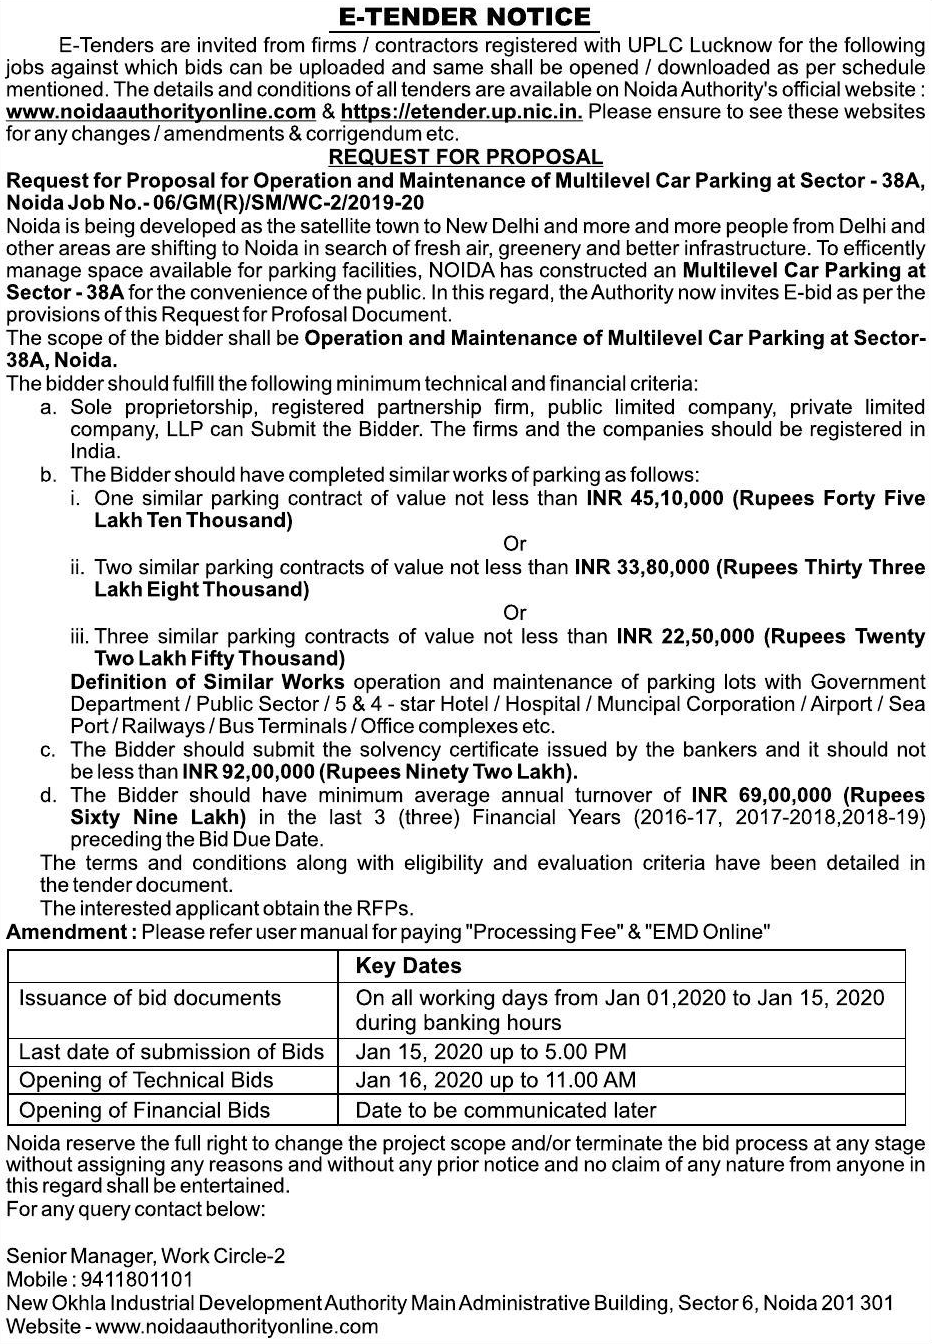 E-TENDER NOTICE
E-Tenders are invited from firms / contractors registered with UPLC Lucknow for the following
jobs against which bids can be uploaded and same shall be opened / downloaded as per schedule
mentioned. The details and conditions of all tenders are available on Noida Authority's official website :
www.noidaauthorityonline.com & https://etender.up.nic.in. Please ensure to see these websites
for any changes / amendments & corrigendum etc.
REQUEST FOR PROPOSAL
Request for Proposal for Operation and Maintenance of Multilevel Car Parking at Sector - 38A,
Noida Job No.- 06/GM(R)/SM/WC-2/2019-20
Noida is being developed as the satellite town to New Delhi and more and more people from Delhi and
other areas are shifting to Noida in search of fresh air, greenery and better infrastructure. To efficently
manage space available for parking facilities, NOIDA has constructed an Multilevel Car Parking at
Sector - 38A for the convenience of the public. In this regard, the Authority now invites E-bid as per the
provisions of this Request for Profosal Document.
The scope of the bidder shall be Operation and Maintenance of Multilevel Car Parking at Sector-
38A, Noida.
The bidder should fulfill the following minimum technical and financial criteria:
a. Sole proprietorship, registered partnership firm, public limited company, private limited
company, LLP can Submit the Bidder. The firms and the companies should be registered in
India.
b. The Bidder should have completed similar works of parking as follows:
i. One similar parking contract of value not less than INR 45,10,000 (Rupees Forty Five
Lakh Ten Thousand)
Or
ii. Two similar parking contracts of value not less than INR 33,80,000 (Rupees Thirty Three
Lakh Eight Thousand)
Or
iii. Three similar parking contracts of value not less than INR 22,50,000 (Rupees Twenty
Two Lakh Fifty Thousand)
Definition of Similar Works operation and maintenance of parking lots with Government
Department / Public Sector / 5 & 4 - star Hotel / Hospital / Muncipal Corporation / Airport / Sea
Port / Railways / Bus Terminals / Office complexes etc.
c. The Bidder should submit the solvency certificate issued by the bankers and it should not
be less than INR 92,00,000 (Rupees Ninety Two Lakh).
d. The Bidder should have minimum average annual turnover of INR 69,00,000 (Rupees
Sixty Nine Lakh) in the last 3 (three) Financial Years (2016-17, 2017-2018,2018-19)
preceding the Bid Due Date.
The terms and conditions along with eligibility and evaluation criteria have been detailed in
the tender document.
The interested applicant obtain the RFPs.
Amendment : Please refer user manual for paying "Processing Fee" & "EMD Online"
Key Dates
Issuance of bid documents On all working days from Jan 01,2020 to Jan 15, 2020
during banking hours
Last date of submission of Bids Jan 15, 2020 up to 5.00 PM
Opening of Technical Bids Jan 16, 2020 up to 11.00 AM
Opening of Financial Bids Date to be communicated later
Noida reserve the full right to change the project scope and/or terminate the bid process at any stage
without assigning any reasons and without any prior notice and no claim of any nature from anyone in
this regard shall be entertained.
For any query contact below:
Senior Manager, Work Circle-2
Mobile : 9411801101
New Okhla Industrial Development Authority Main Administrative Building, Sector 6, Noida 201 301
Website - www.noidaauthorityonline.com